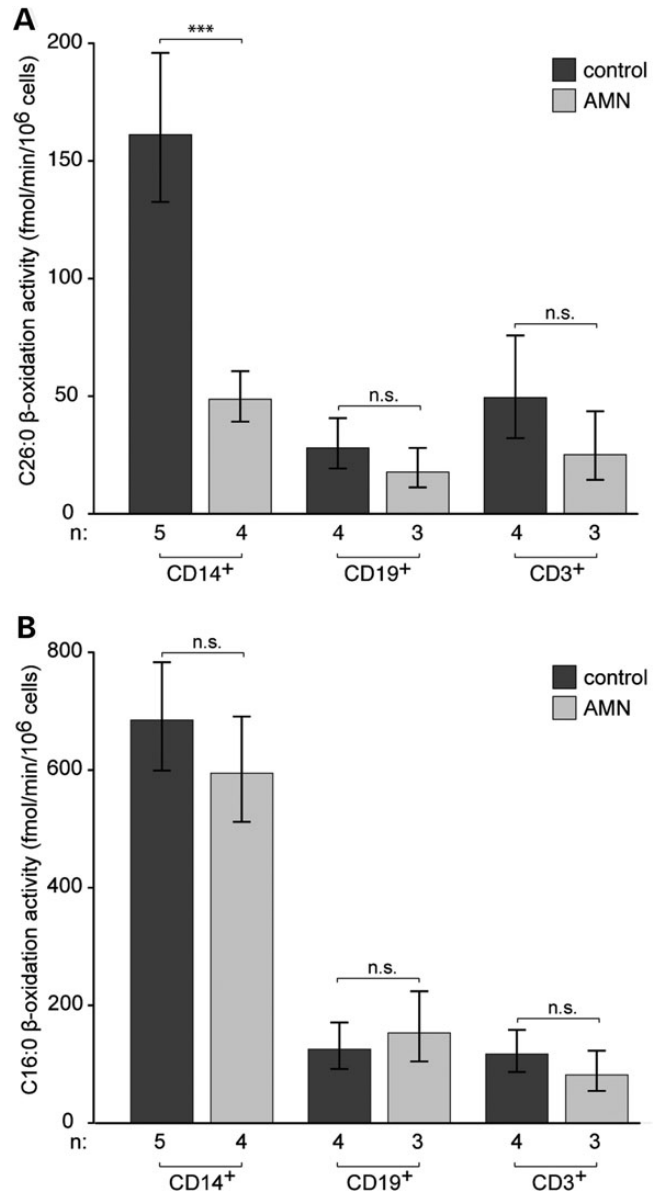 A
C26:0 β-oxidation activity (fmol/min/10⁶ cells)
200
150
100
50
0
***
n.s.
n.s.
control
AMN
n: 5 4 4 3 4 3
CD14⁺ CD19⁺ CD3⁺
B
C16:0 β-oxidation activity (fmol/min/10⁶ cells)
800
600
400
200
0
n.s.
n.s.
n.s.
control
AMN
n: 5 4 4 3 4 3
CD14⁺ CD19⁺ CD3⁺